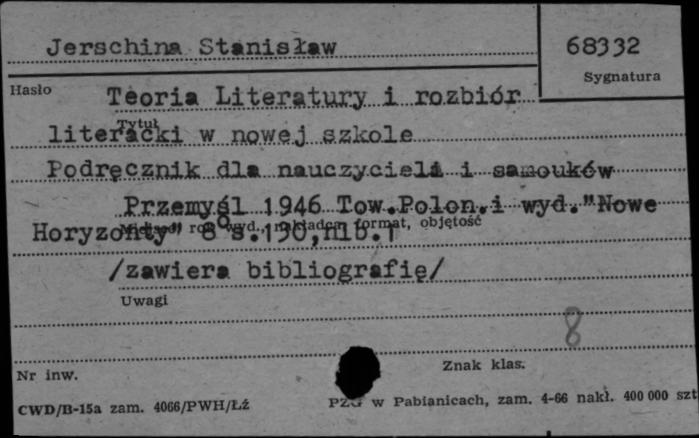 Jerschina Stanisław
68332
Sygnatura
Hasło
Teoria Literatury i rozbiór
Tytuł
literacki w nowej szkole
Podręcznik dla nauczycieli i samouków
Przemyśl 1946 Tow.Polon.i wyd."Nowe
Horyzonty" 8° s.190,nlb.1
Miejsce, rok wyd., nakładca, format, objętość
/zawiera bibliografię/
Uwagi
8
Nr inw.
Znak klas.
CWD/B-15a zam. 4066/PWH/Łź
PZG w Pabianicach, zam. 4-66 nakł. 400 000 szt